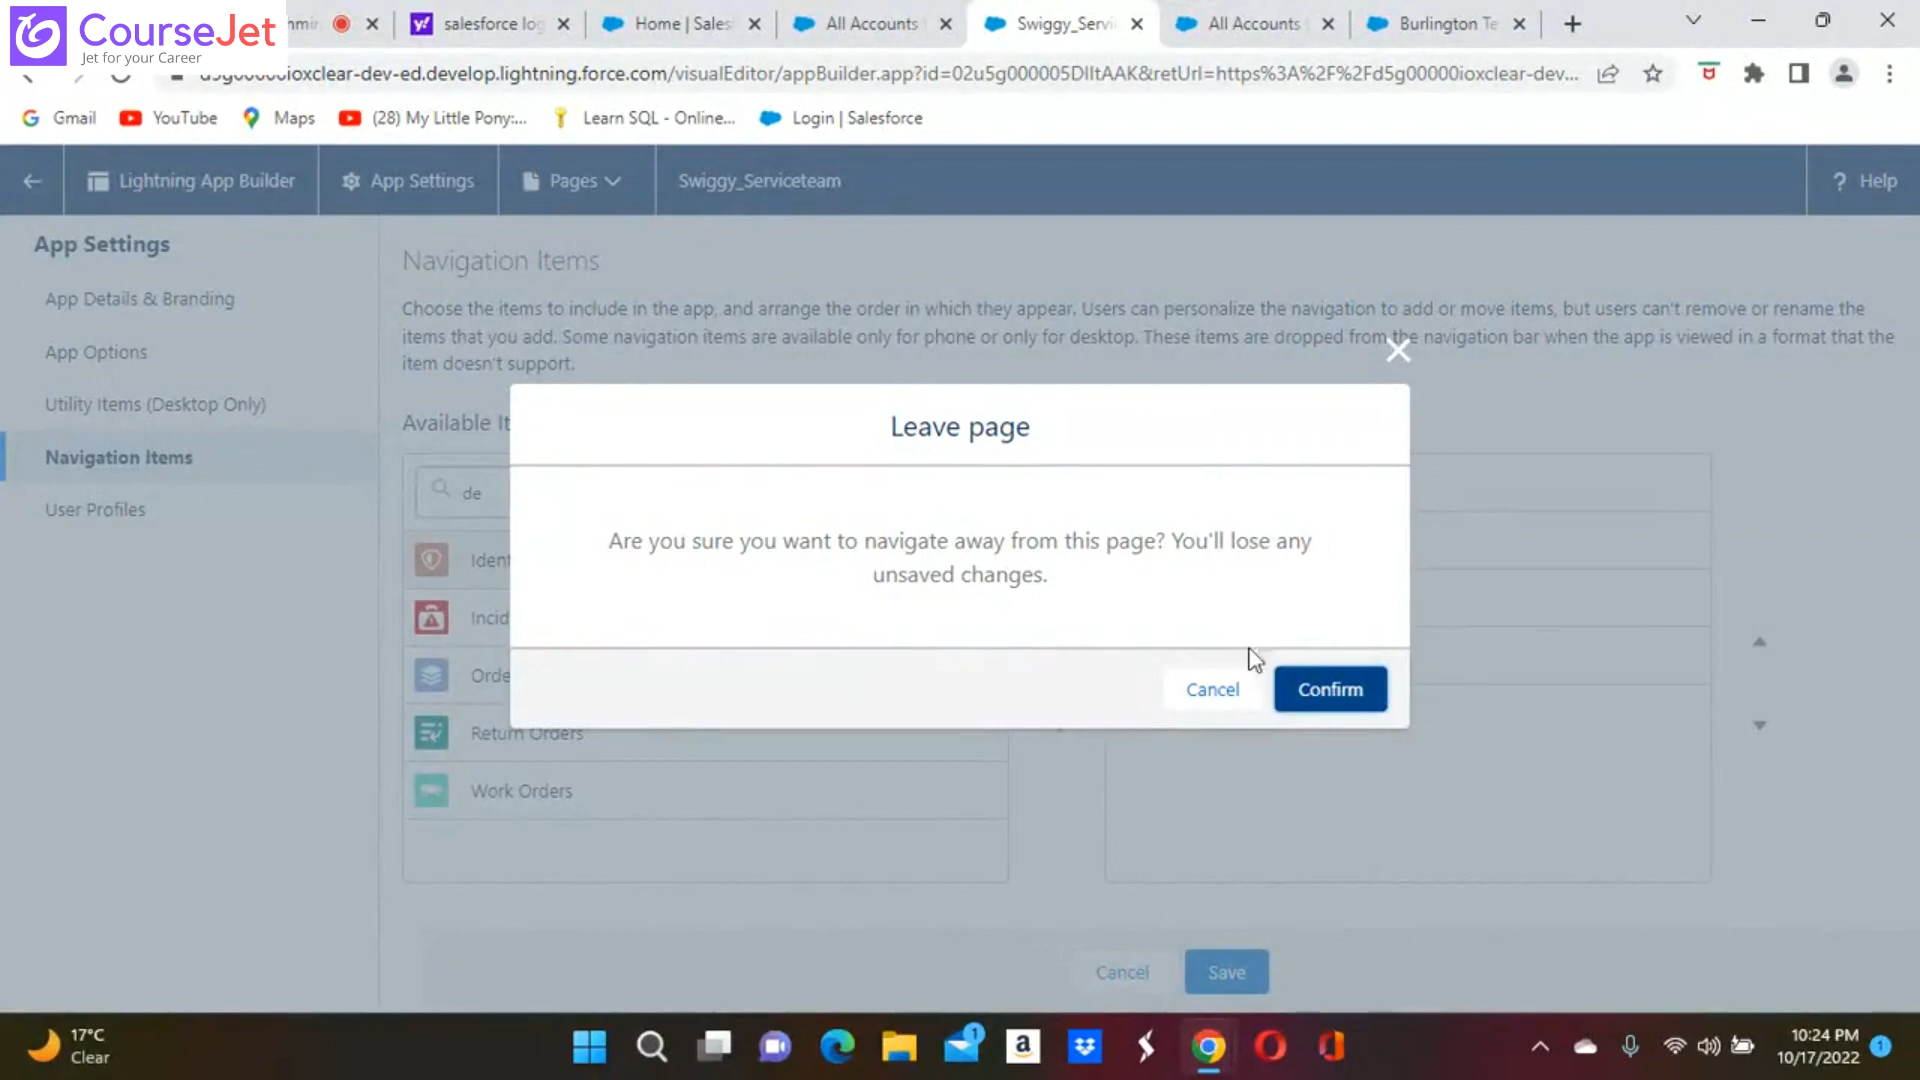 CourseJet
Jet for your Career
salesforce log
Home | Sales
All Accounts
Swiggy_Servi
All Accounts
Burlington Te
ioxclear-dev-ed.develop.lightning.force.com/visualEditor/appBuilder.app?id=02u5g000005DIItAAK&retUrl=https%3A%2F%2Fd5g00000ioxclear-dev...
Gmail
YouTube
Maps
(28) My Little Pony:...
Learn SQL - Online...
Login | Salesforce
Lightning App Builder
App Settings
Pages
Swiggy_Serviceteam
? Help
App Settings
App Details & Branding
App Options
Utility Items (Desktop Only)
Navigation Items
User Profiles
Navigation Items
Choose the items to include in the app, and arrange the order in which they appear. Users can personalize the navigation to add or move items, but users can't remove or rename the
items that you add. Some navigation items are available only for phone or only for desktop. These items are dropped from the navigation bar when the app is viewed in a format that the
item doesn't support.
Available It
de
Ident
Incid
Orde
Return Orders
Work Orders
Leave page
Are you sure you want to navigate away from this page? You'll lose any
unsaved changes.
Cancel
Confirm
Cancel
Save
17°C
Clear
1
10:24 PM
10/17/2022
1